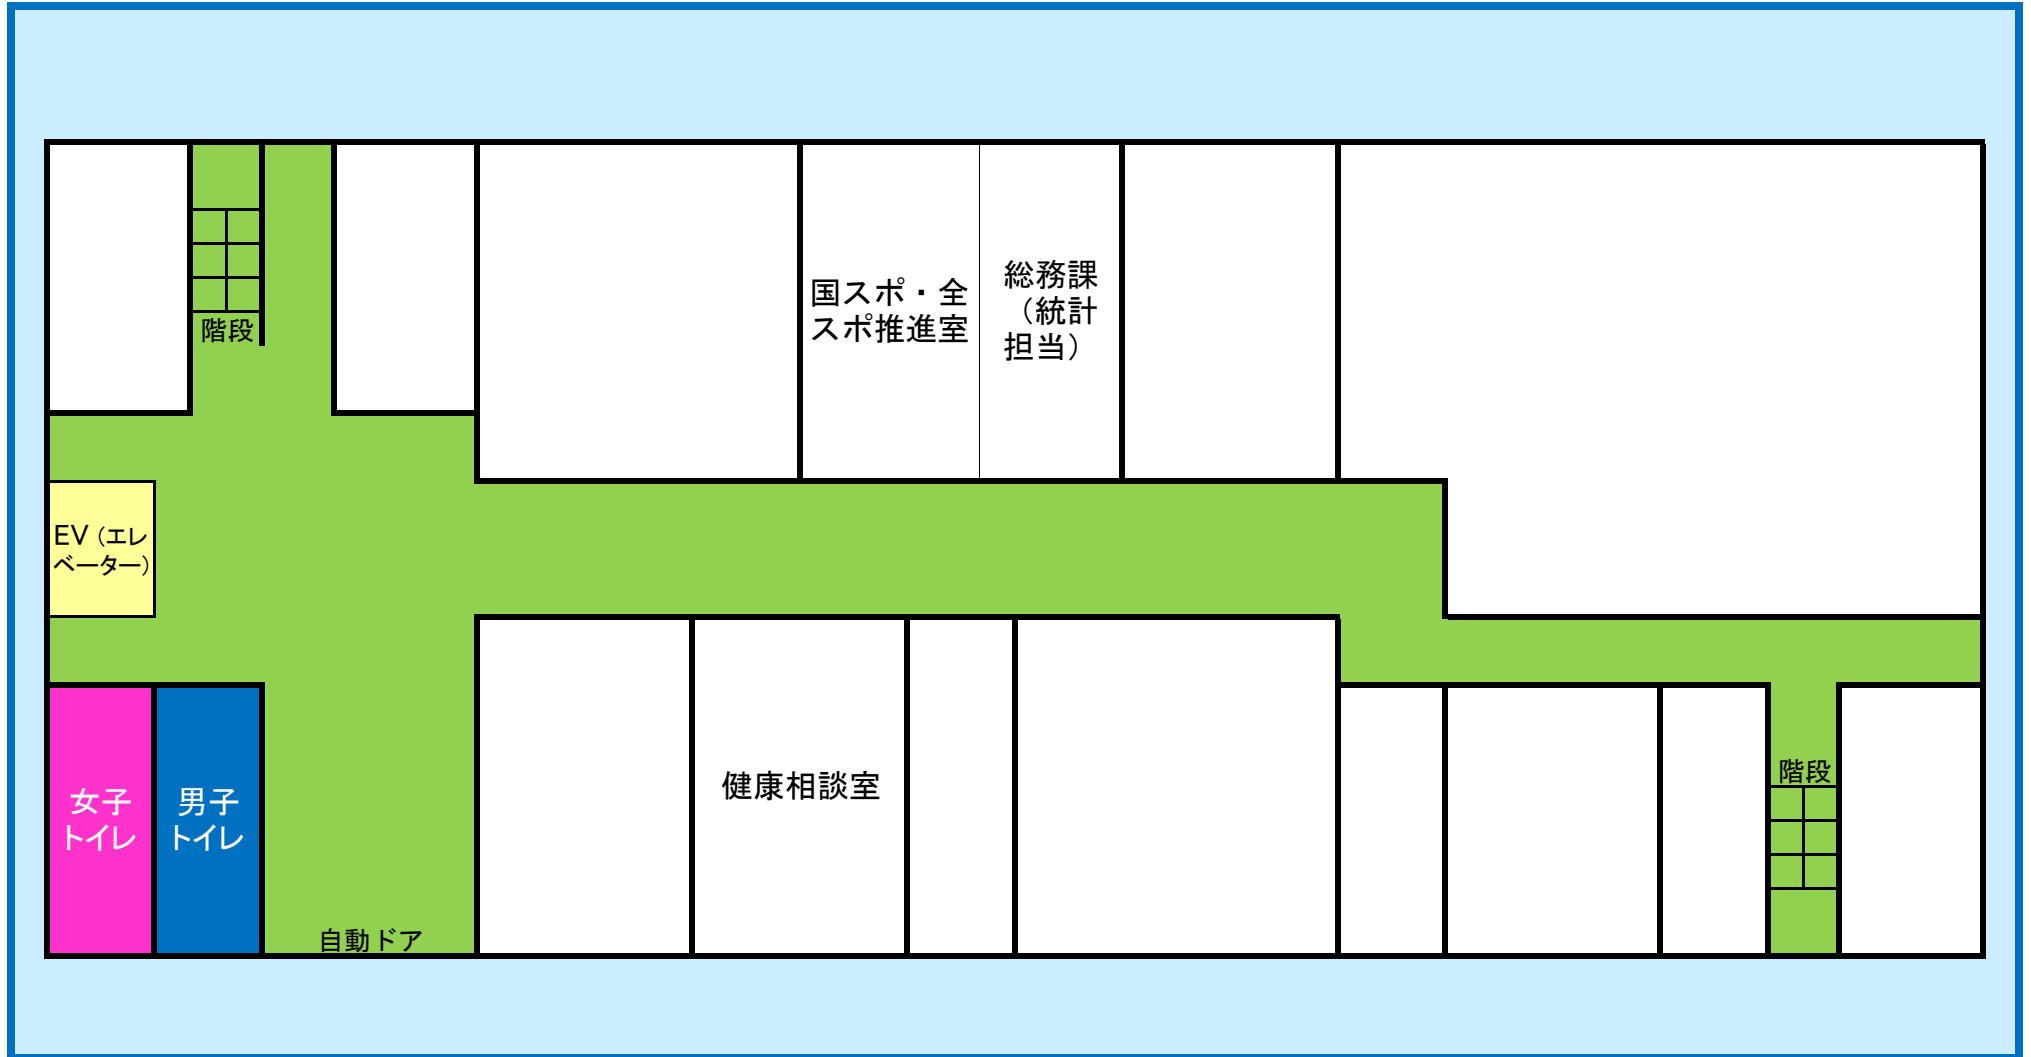 階段
国スポ・全
スポ推進室
総務課
（統計
担当）
EV（エレ
ベーター）
女子
トイレ
男子
トイレ
自動ドア
健康相談室
階段